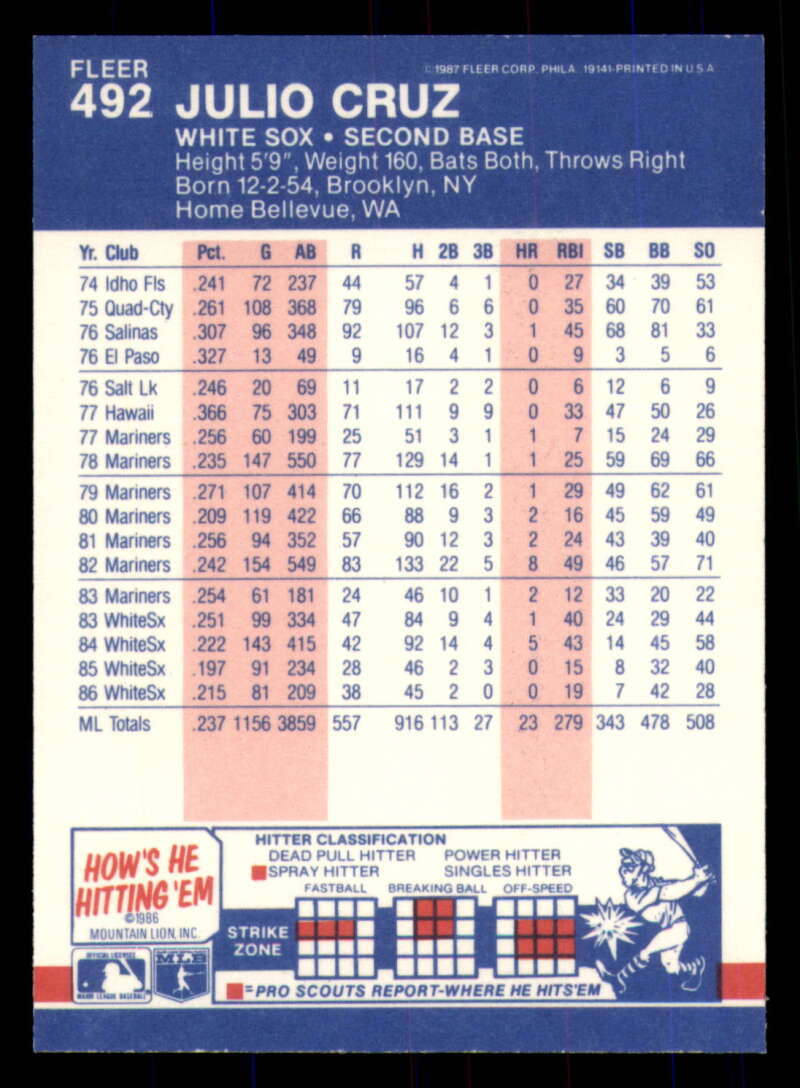 FLEER
© 1987 FLEER CORP. PHILA. 19141-PRINTED IN U.S.A
492 JULIO CRUZ
WHITE SOX • SECOND BASE
Height 5'9", Weight 160, Bats Both, Throws Right
Born 12-2-54, Brooklyn, NY
Home Bellevue, WA
Yr. Club Pct. G AB R H 2B 3B HR RBI SB BB SO
74 Idho Fls .241 72 237 44 57 4 1 0 27 34 39 53
75 Quad-Cty .261 108 368 79 96 6 6 0 35 60 70 61
76 Salinas .307 96 348 92 107 12 3 1 45 68 81 33
76 El Paso .327 13 49 9 16 4 1 0 9 3 5 6
76 Salt Lk .246 20 69 11 17 2 2 0 6 12 6 9
77 Hawaii .366 75 303 71 111 9 9 0 33 47 50 26
77 Mariners .256 60 199 25 51 3 1 1 7 15 24 29
78 Mariners .235 147 550 77 129 14 1 1 25 59 69 66
79 Mariners .271 107 414 70 112 16 2 1 29 49 62 61
80 Mariners .209 119 422 66 88 9 3 2 16 45 59 49
81 Mariners .256 94 352 57 90 12 3 2 24 43 39 40
82 Mariners .242 154 549 83 133 22 5 8 49 46 57 71
83 Mariners .254 61 181 24 46 10 1 2 12 33 20 22
83 WhiteSx .251 99 334 47 84 9 4 1 40 24 29 44
84 WhiteSx .222 143 415 42 92 14 4 5 43 14 45 58
85 WhiteSx .197 91 234 28 46 2 3 0 15 8 32 40
86 WhiteSx .215 81 209 38 45 2 0 0 19 7 42 28
ML Totals .237 1156 3859 557 916 113 27 23 279 343 478 508
HOW'S HE
HITTING 'EM
©1986
MOUNTAIN LION, INC.
OFFICIAL LICENSEE
MAJOR LEAGUE BASEBALL
MLB
HITTER CLASSIFICATION
DEAD PULL HITTER POWER HITTER
SPRAY HITTER SINGLES HITTER
FASTBALL BREAKING BALL OFF-SPEED
STRIKE
ZONE
=PRO SCOUTS REPORT-WHERE HE HITS 'EM